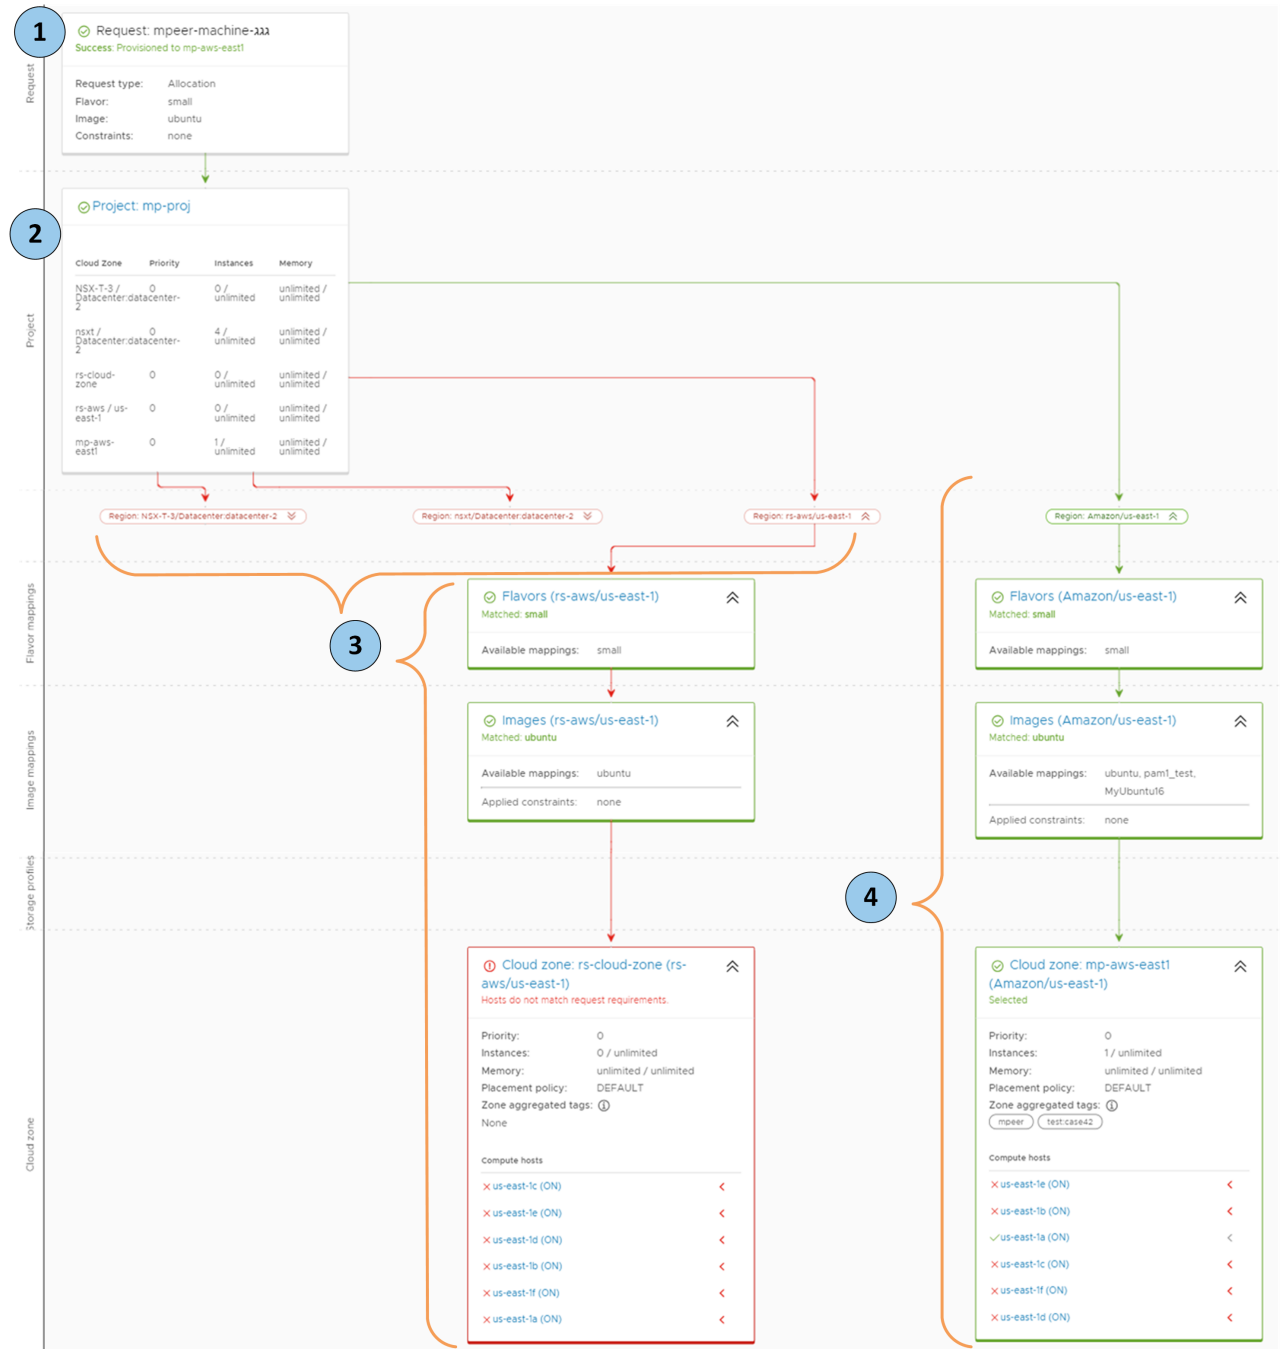 1
Request: mpeer-machine-גגג
Success: Provisioned to mp-aws-east1
Request
Request type: Allocation
Flavor: small
Image: ubuntu
Constraints: none
2
Project: mp-proj
Project
Cloud Zone Priority Instances Memory
NSX-T-3 / Datacenter:datacenter-2 0 0 / unlimited unlimited / unlimited
nsxt / Datacenter:datacenter-2 0 4 / unlimited unlimited / unlimited
rs-cloud-zone 0 0 / unlimited unlimited / unlimited
rs-aws / us-east-1 0 0 / unlimited unlimited / unlimited
mp-aws-east1 0 1 / unlimited unlimited / unlimited
Region: NSX-T-3/Datacenter:datacenter-2
Region: nsxt/Datacenter:datacenter-2
Region: rs-aws/us-east-1
Region: Amazon/us-east-1
3
Flavor mappings
Flavors (rs-aws/us-east-1)
Matched: small
Available mappings: small
Flavors (Amazon/us-east-1)
Matched: small
Available mappings: small
Image mappings
Images (rs-aws/us-east-1)
Matched: ubuntu
Available mappings: ubuntu
Applied constraints: none
Images (Amazon/us-east-1)
Matched: ubuntu
Available mappings: ubuntu, pam1_test,
MyUbuntu16
Applied constraints: none
Storage profiles
4
Cloud zone
Cloud zone: rs-cloud-zone (rs-
aws/us-east-1)
Hosts do not match request requirements.
Priority: 0
Instances: 0 / unlimited
Memory: unlimited / unlimited
Placement policy: DEFAULT
Zone aggregated tags:
None
Compute hosts
us-east-1c (ON)
us-east-1e (ON)
us-east-1d (ON)
us-east-1b (ON)
us-east-1f (ON)
us-east-1a (ON)
Cloud zone: mp-aws-east1
(Amazon/us-east-1)
Selected
Priority: 0
Instances: 1 / unlimited
Memory: unlimited / unlimited
Placement policy: DEFAULT
Zone aggregated tags:
mpeer test:case42
Compute hosts
us-east-1e (ON)
us-east-1b (ON)
us-east-1a (ON)
us-east-1c (ON)
us-east-1f (ON)
us-east-1d (ON)